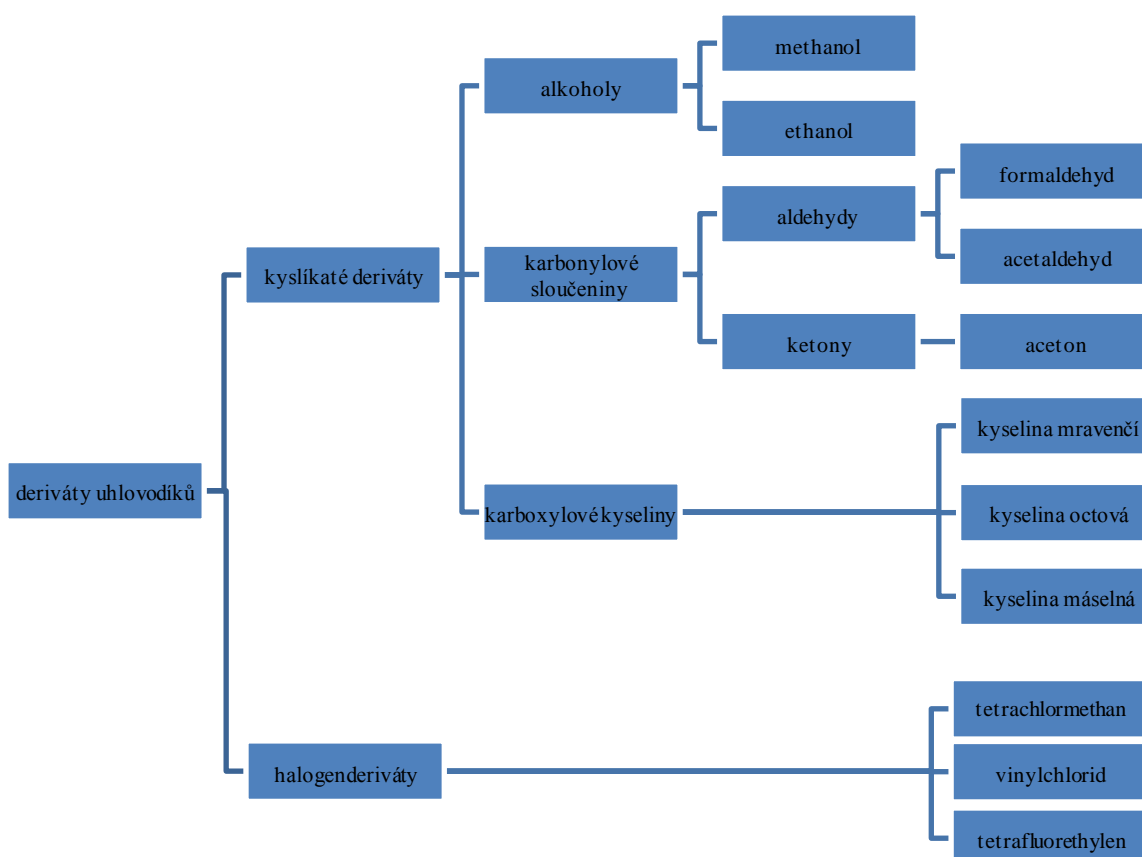 methanol
alkoholy
ethanol
formaldehyd
aldehydy
acetaldehyd
kyslíkaté deriváty
karbonylové
sloučeniny
ketony
aceton
kyselina mravenčí
deriváty uhlovodíků
karboxylové kyseliny
kyselina octová
kyselina máselná
tetrachlormethan
halogenderiváty
vinylchlorid
tetrafluorethylen